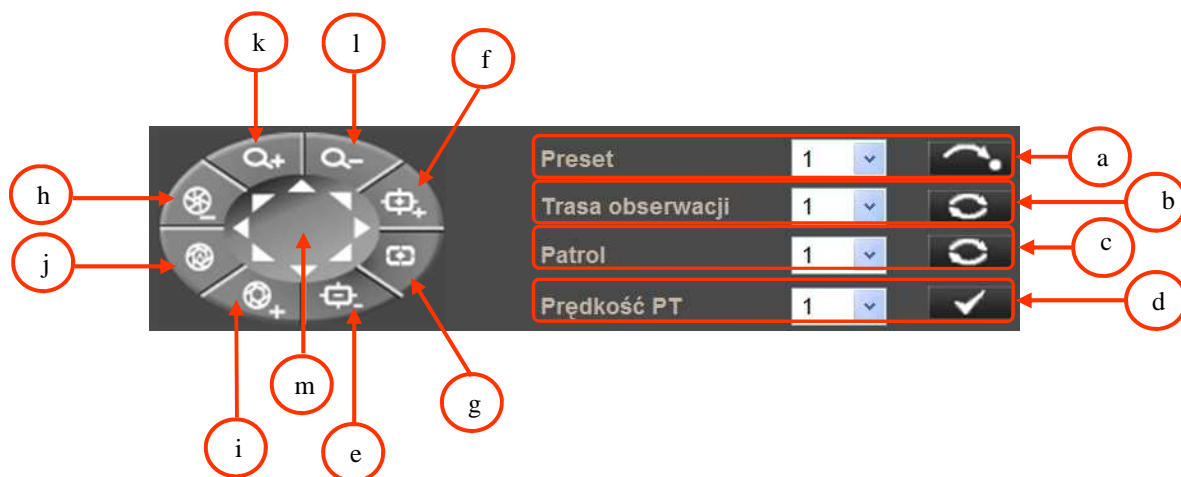 k
l
f
h
j
i
m
e
g
Preset 1
a
Trasa obserwacji 1
b
Patrol 1
c
Prędkość PT 1
d